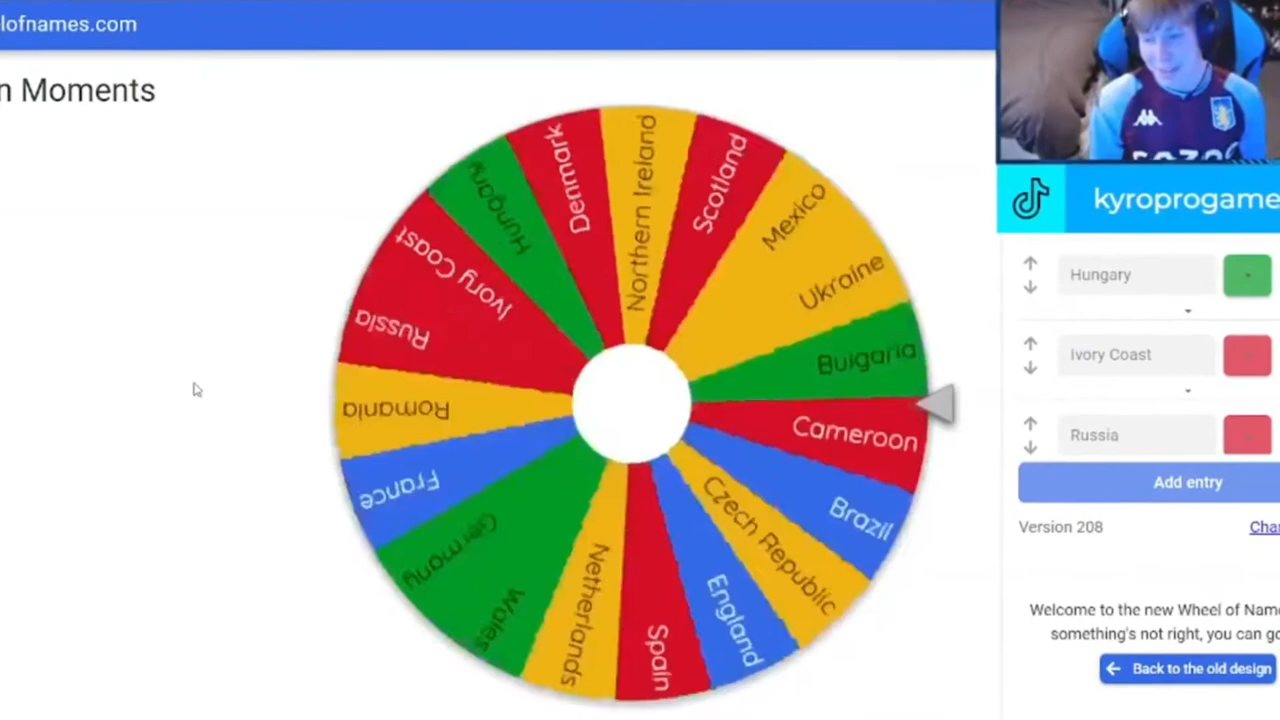 lofnames.com
n Moments
Hungary
Denmark
Northern Ireland
Scotland
Mexico
Ukraine
Bulgaria
Cameroon
Brazil
Czech Republic
England
Spain
Netherlands
Wales
Germany
France
Romania
Russia
Ivory Coast
kyroprogame
Hungary
Ivory Coast
Russia
Add entry
Version 208
Chan
Welcome to the new Wheel of Name
something's not right, you can go
Back to the old design